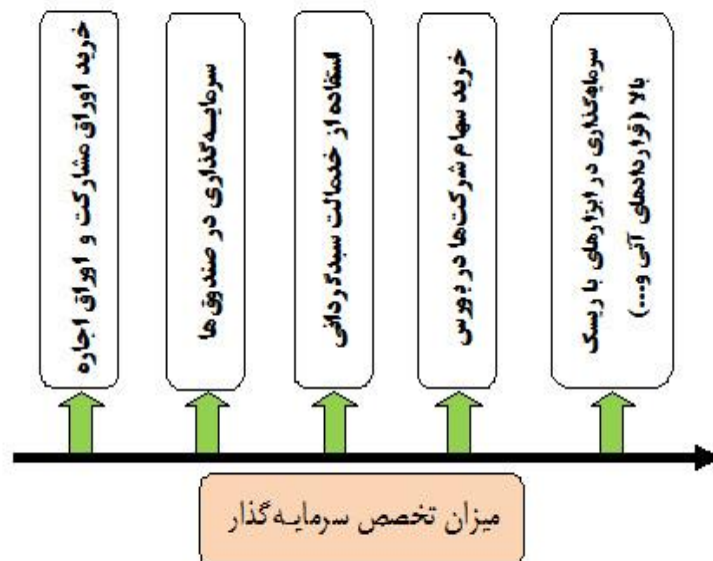 خرید اوراق مشارکت و اوراق اجاره
سرمایه‌گذاری در صندوق‌ها
استفاده از خدمالت سبدگردانی
خرید سهام شرکت‌ها در بورس
سرمایه‌گذاری در ابزارهای با ریسک
بالا (قراردادهای آتی و...)
میزان تخصص سرمایه‌گذار